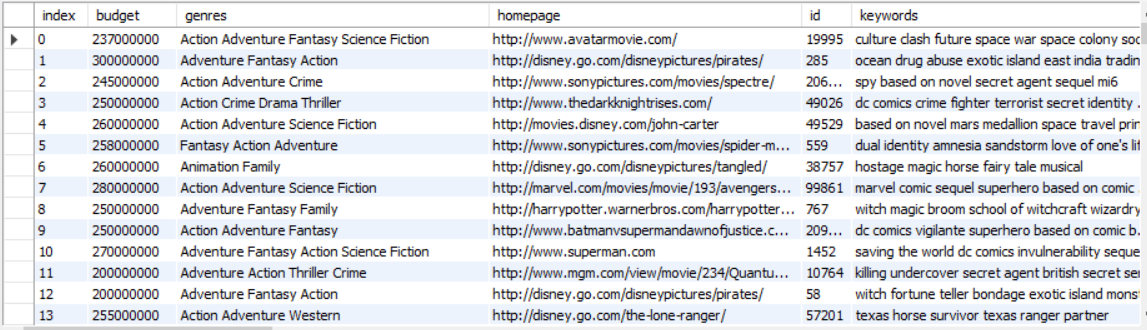 index budget genres homepage id keywords
0 237000000 Action Adventure Fantasy Science Fiction http://www.avatarmovie.com/ 19995 culture clash future space war space colony soc
1 300000000 Adventure Fantasy Action http://disney.go.com/disneypictures/pirates/ 285 ocean drug abuse exotic island east india tradin
2 245000000 Action Adventure Crime http://www.sonypictures.com/movies/spectre/ 206... spy based on novel secret agent sequel mi6
3 250000000 Action Crime Drama Thriller http://www.thedarkknightrises.com/ 49026 dc comics crime fighter terrorist secret identity .
4 260000000 Action Adventure Science Fiction http://movies.disney.com/john-carter 49529 based on novel mars medallion space travel prin
5 258000000 Fantasy Action Adventure http://www.sonypictures.com/movies/spider-m... 559 dual identity amnesia sandstorm love of one's lif
6 260000000 Animation Family http://disney.go.com/disneypictures/tangled/ 38757 hostage magic horse fairy tale musical
7 280000000 Action Adventure Science Fiction http://marvel.com/movies/movie/193/avengers... 99861 marvel comic sequel superhero based on comic
8 250000000 Adventure Fantasy Family http://harrypotter.warnerbros.com/harrypotter... 767 witch magic broom school of witchcraft wizardry
9 250000000 Action Adventure Fantasy http://www.batmanvsupermandawnofjustice.c... 209... dc comics vigilante superhero based on comic b.
10 270000000 Adventure Fantasy Action Science Fiction http://www.superman.com 1452 saving the world dc comics invulnerability seque
11 200000000 Adventure Action Thriller Crime http://www.mgm.com/view/movie/234/Quantu... 10764 killing undercover secret agent british secret ser
12 200000000 Adventure Fantasy Action http://disney.go.com/disneypictures/pirates/ 58 witch fortune teller bondage exotic island mons
13 255000000 Action Adventure Western http://disney.go.com/the-lone-ranger/ 57201 texas horse survivor texas ranger partner